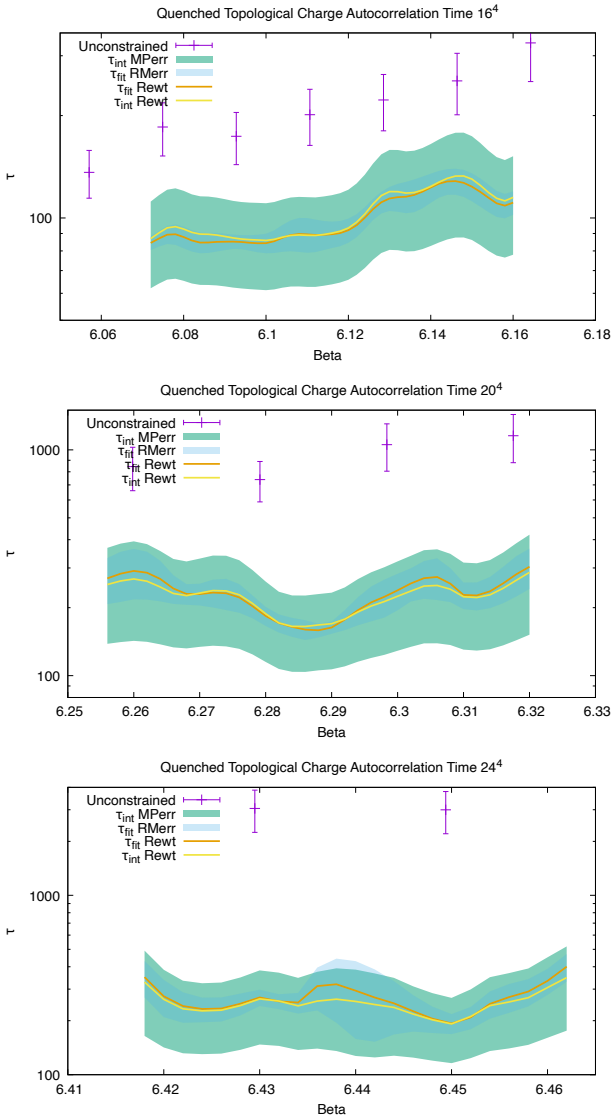 Quenched Topological Charge Autocorrelation Time 16⁴
Unconstrained
τint MPerr
τfit RMerr
τfit Rewt
τint Rewt
100
τ
6.06 6.08 6.1 6.12 6.14 6.16 6.18
Beta
Quenched Topological Charge Autocorrelation Time 20⁴
Unconstrained
τint MPerr
τfit RMerr
τfit Rewt
τint Rewt
1000
τ
100
6.25 6.26 6.27 6.28 6.29 6.3 6.31 6.32 6.33
Beta
Quenched Topological Charge Autocorrelation Time 24⁴
Unconstrained
τint MPerr
τfit RMerr
τfit Rewt
τint Rewt
1000
τ
100
6.41 6.42 6.43 6.44 6.45 6.46
Beta